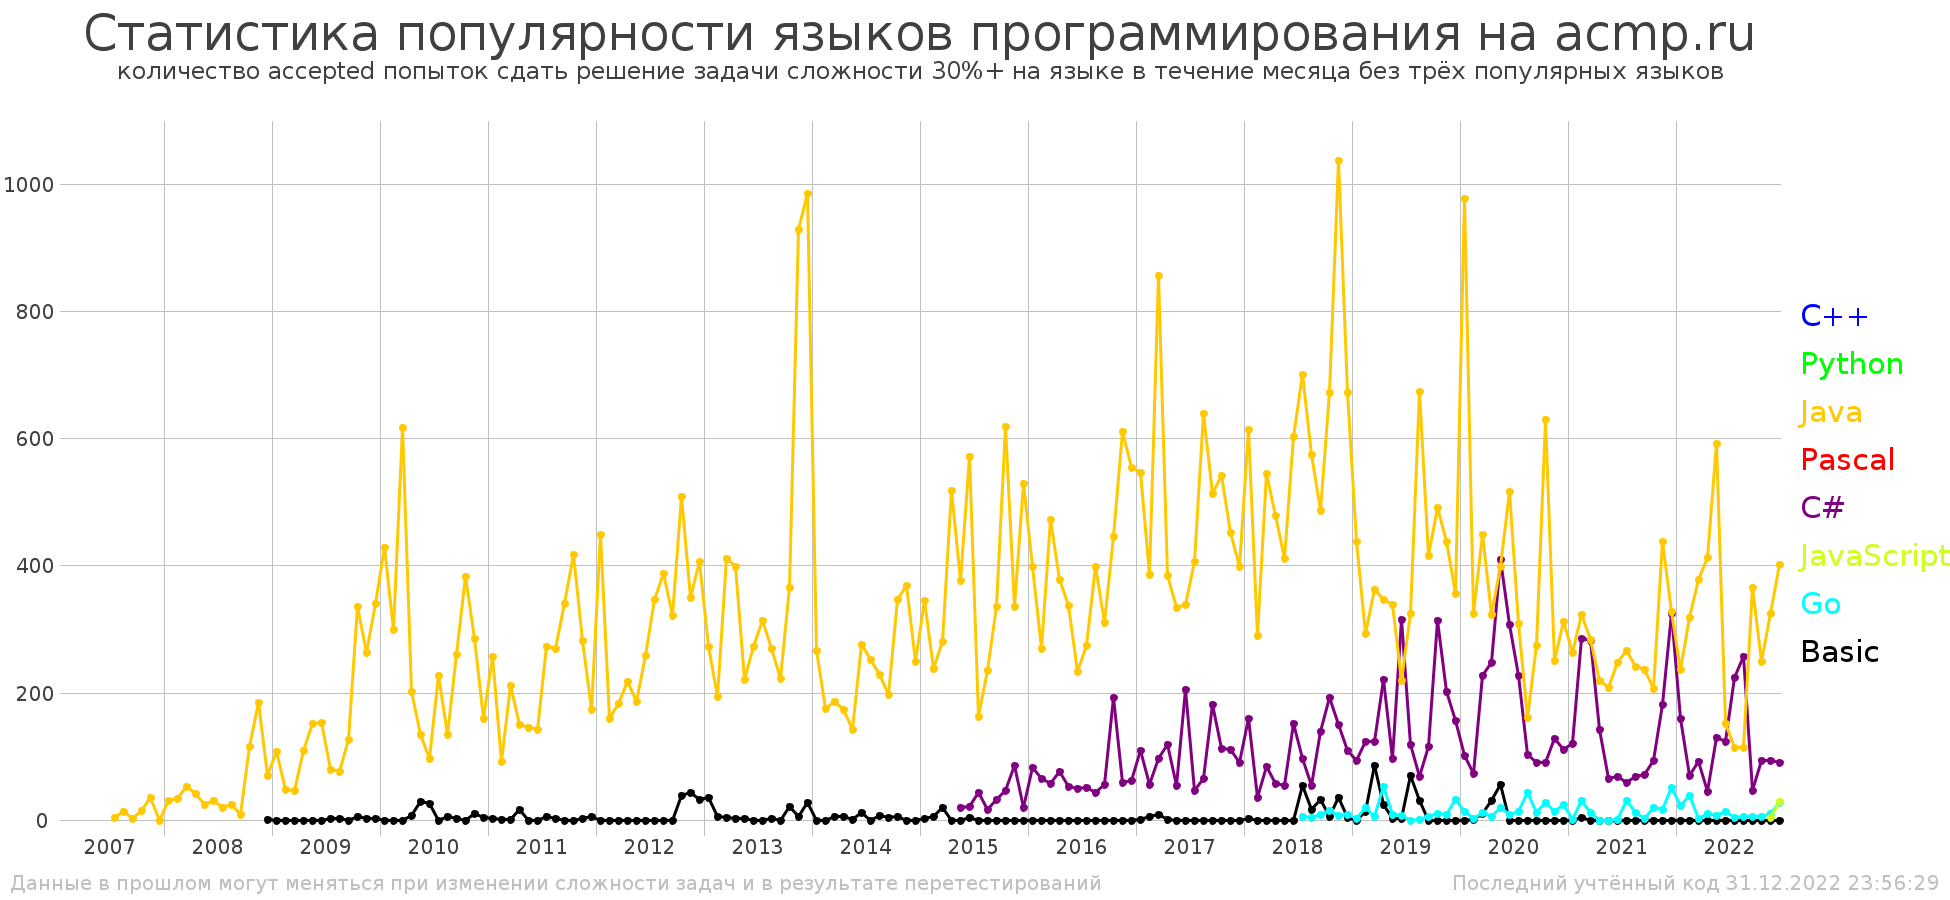 Статистика популярности языков программирования на acmp.ru
количество accepted попыток сдать решение задачи сложности 30%+ на языке в течение месяца без трёх популярных языков
1000
800
600
400
200
0
C++
Python
Java
Pascal
C#
JavaScript
Go
Basic
2007 2008 2009 2010 2011 2012 2013 2014 2015 2016 2017 2018 2019 2020 2021 2022
Данные в прошлом могут меняться при изменении сложности задач и в результате перетестирований
Последний учтённый код 31.12.2022 23:56:29